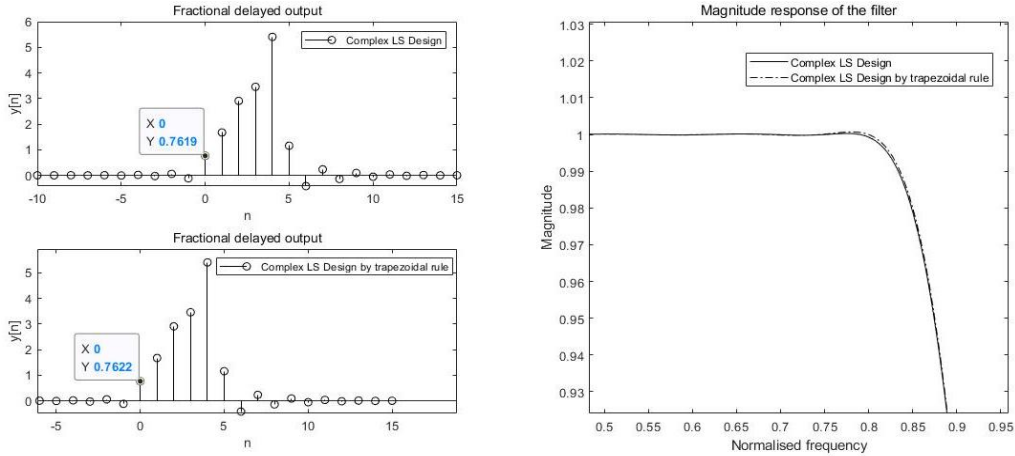 Fractional delayed output
6
5
4
3
2
1
0
y[n]
Complex LS Design
X 0
Y 0.7619
-10 -5 0 5 10 15
n
Fractional delayed output
5
4
3
2
1
0
y[n]
Complex LS Design by trapezoidal rule
X 0
Y 0.7622
-5 0 5 10 15
n
Magnitude response of the filter
1.03
1.02
1.01
1
0.99
0.98
0.97
0.96
0.95
0.94
0.93
Magnitude
Complex LS Design
Complex LS Design by trapezoidal rule
0.5 0.55 0.6 0.65 0.7 0.75 0.8 0.85 0.9 0.95
Normalised frequency